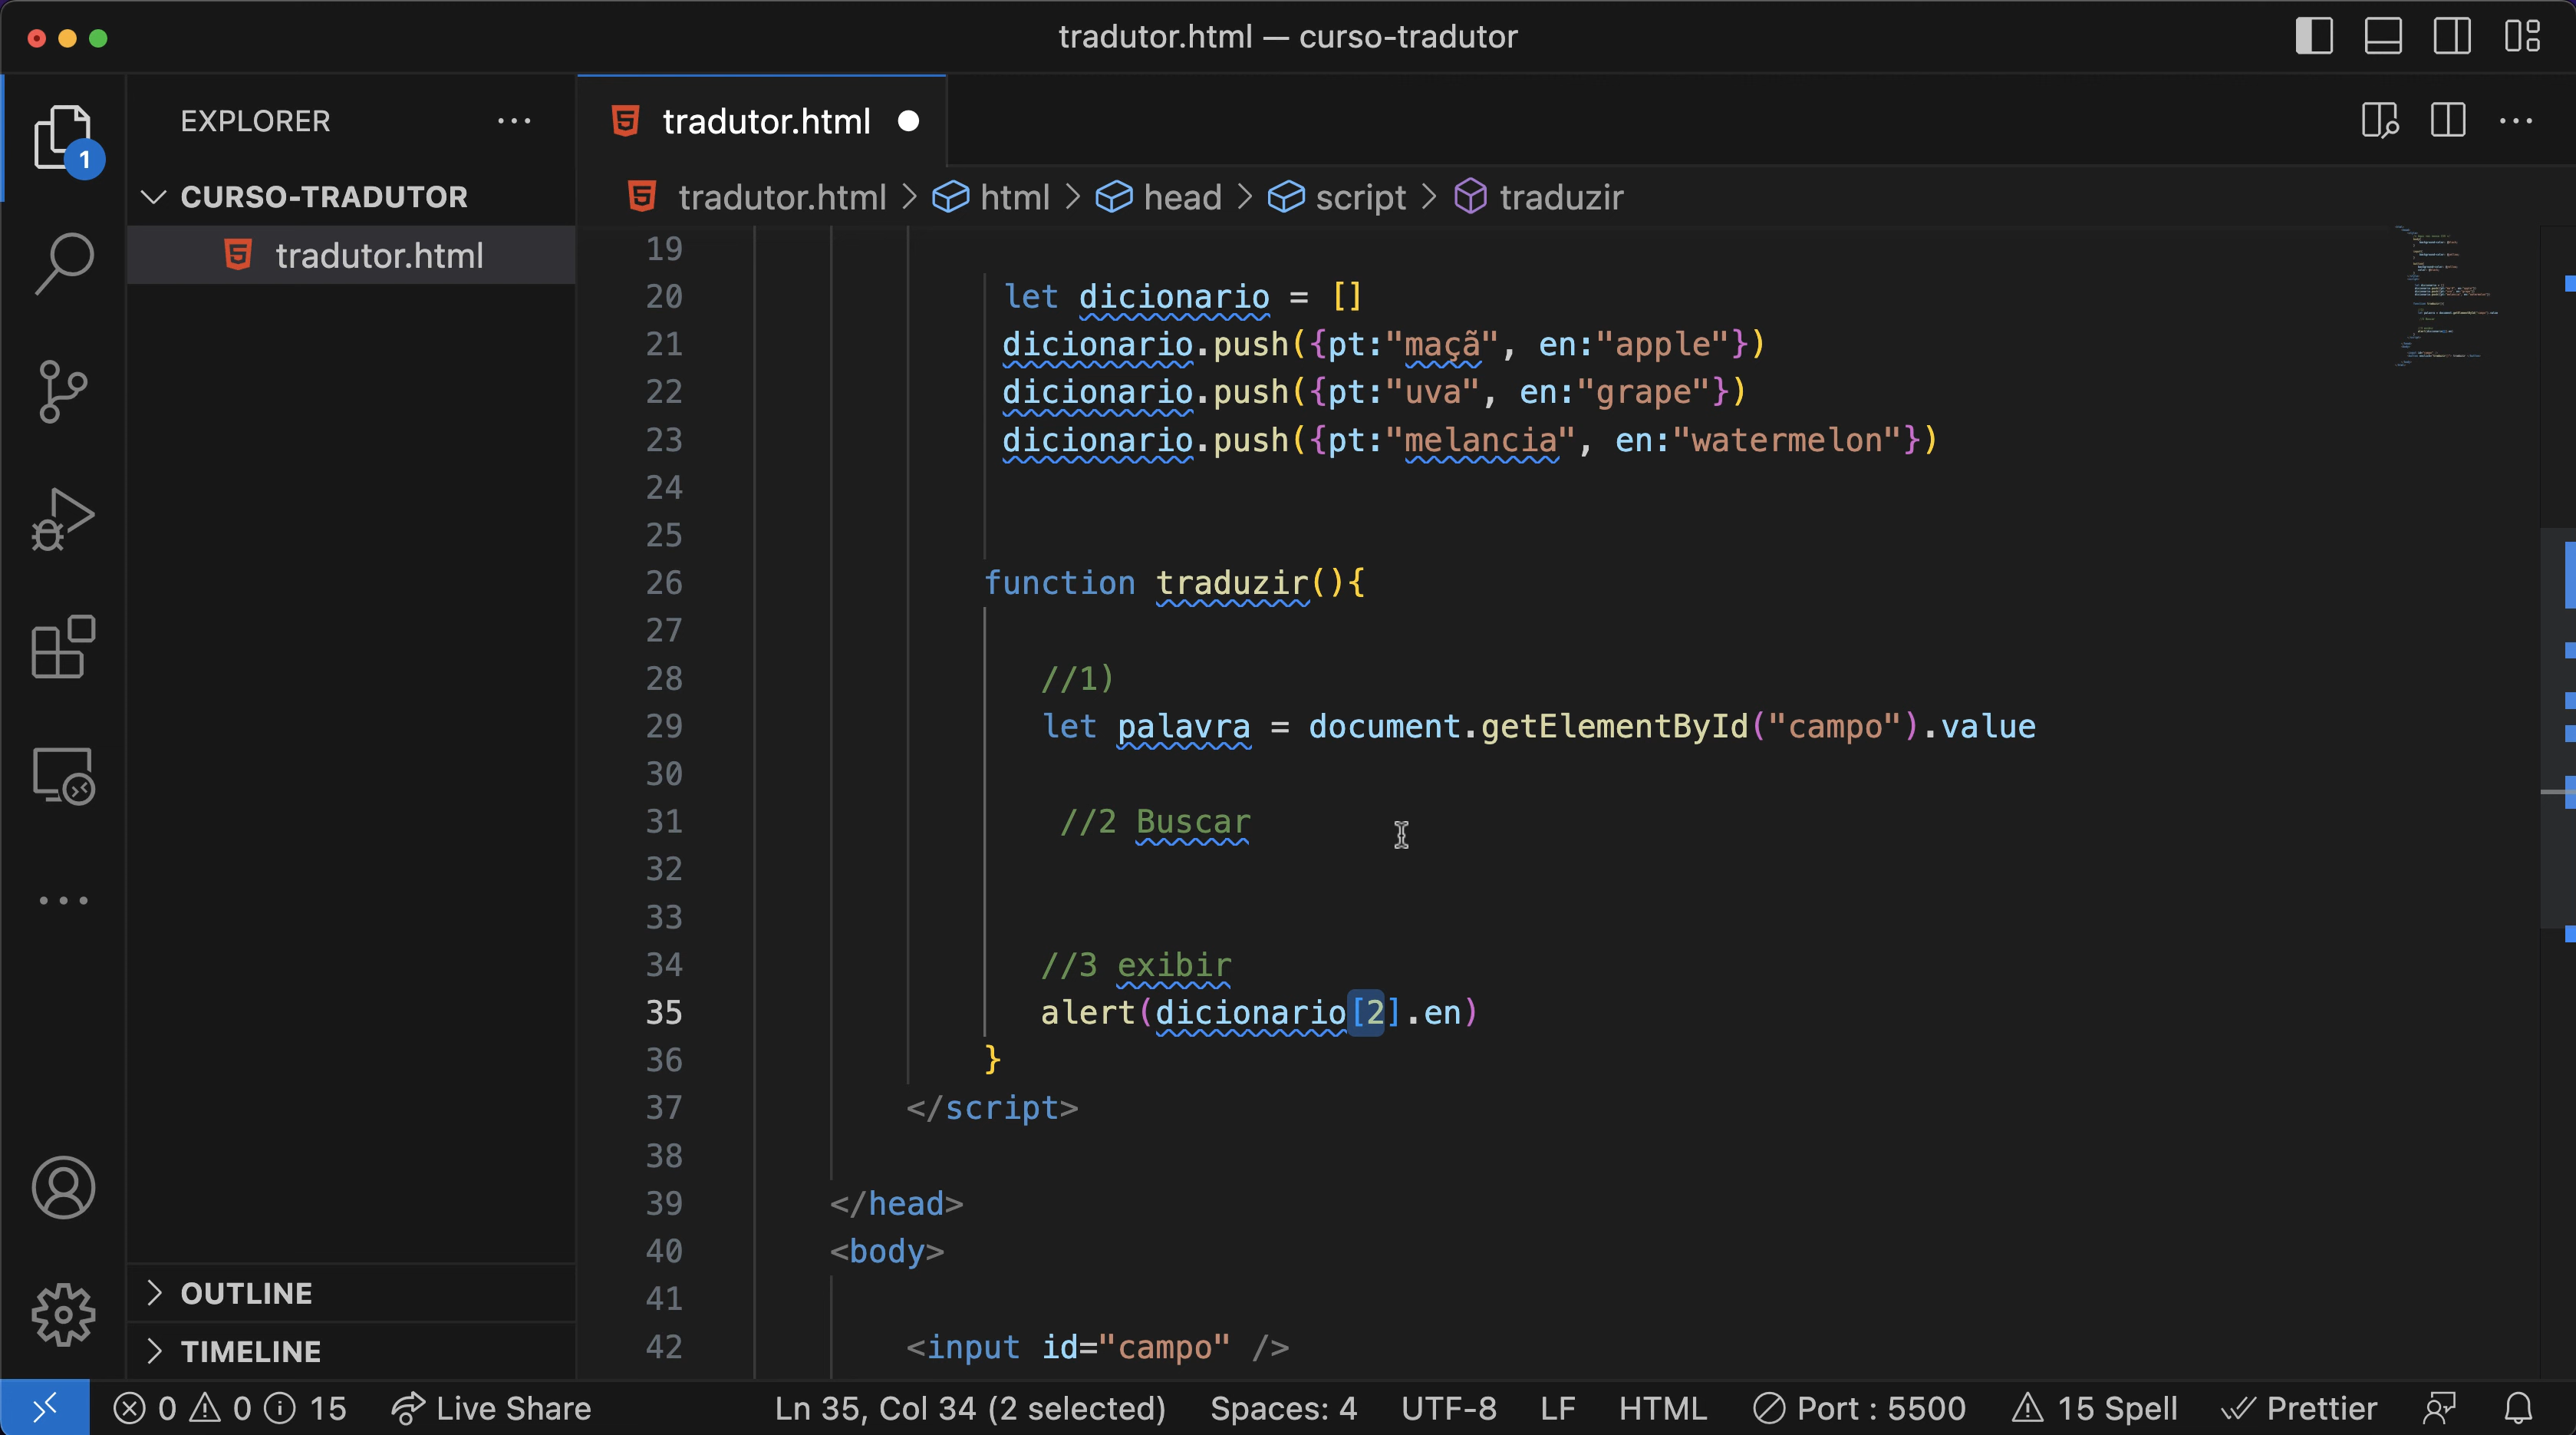 tradutor.html — curso-tradutor
EXPLORER
tradutor.html
1
CURSO-TRADUTOR
tradutor.html > html > head > script > traduzir
tradutor.html
19
20 let dicionario = []
21 dicionario.push({pt:"maçã", en:"apple"})
22 dicionario.push({pt:"uva", en:"grape"})
23 dicionario.push({pt:"melancia", en:"watermelon"})
24
25
26 function traduzir(){
27
28 //1)
29 let palavra = document.getElementById("campo").value
30
31 //2 Buscar
32
33
34 //3 exibir
35 alert(dicionario[2].en)
36 }
37 </script>
38
39 </head>
40 <body>
41
42 <input id="campo" />
OUTLINE
TIMELINE
0 0 15 Live Share Ln 35, Col 34 (2 selected) Spaces: 4 UTF-8 LF HTML Port : 5500 15 Spell Prettier